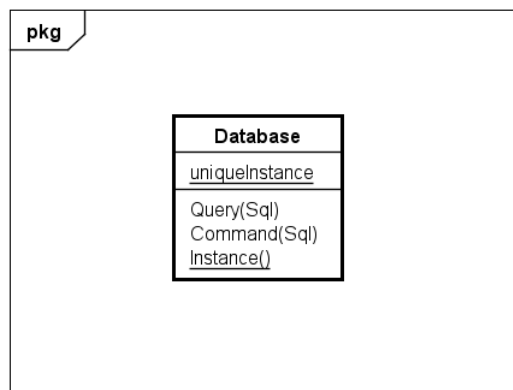 pkg
Database
uniqueInstance
Query(Sql)
Command(Sql)
Instance()